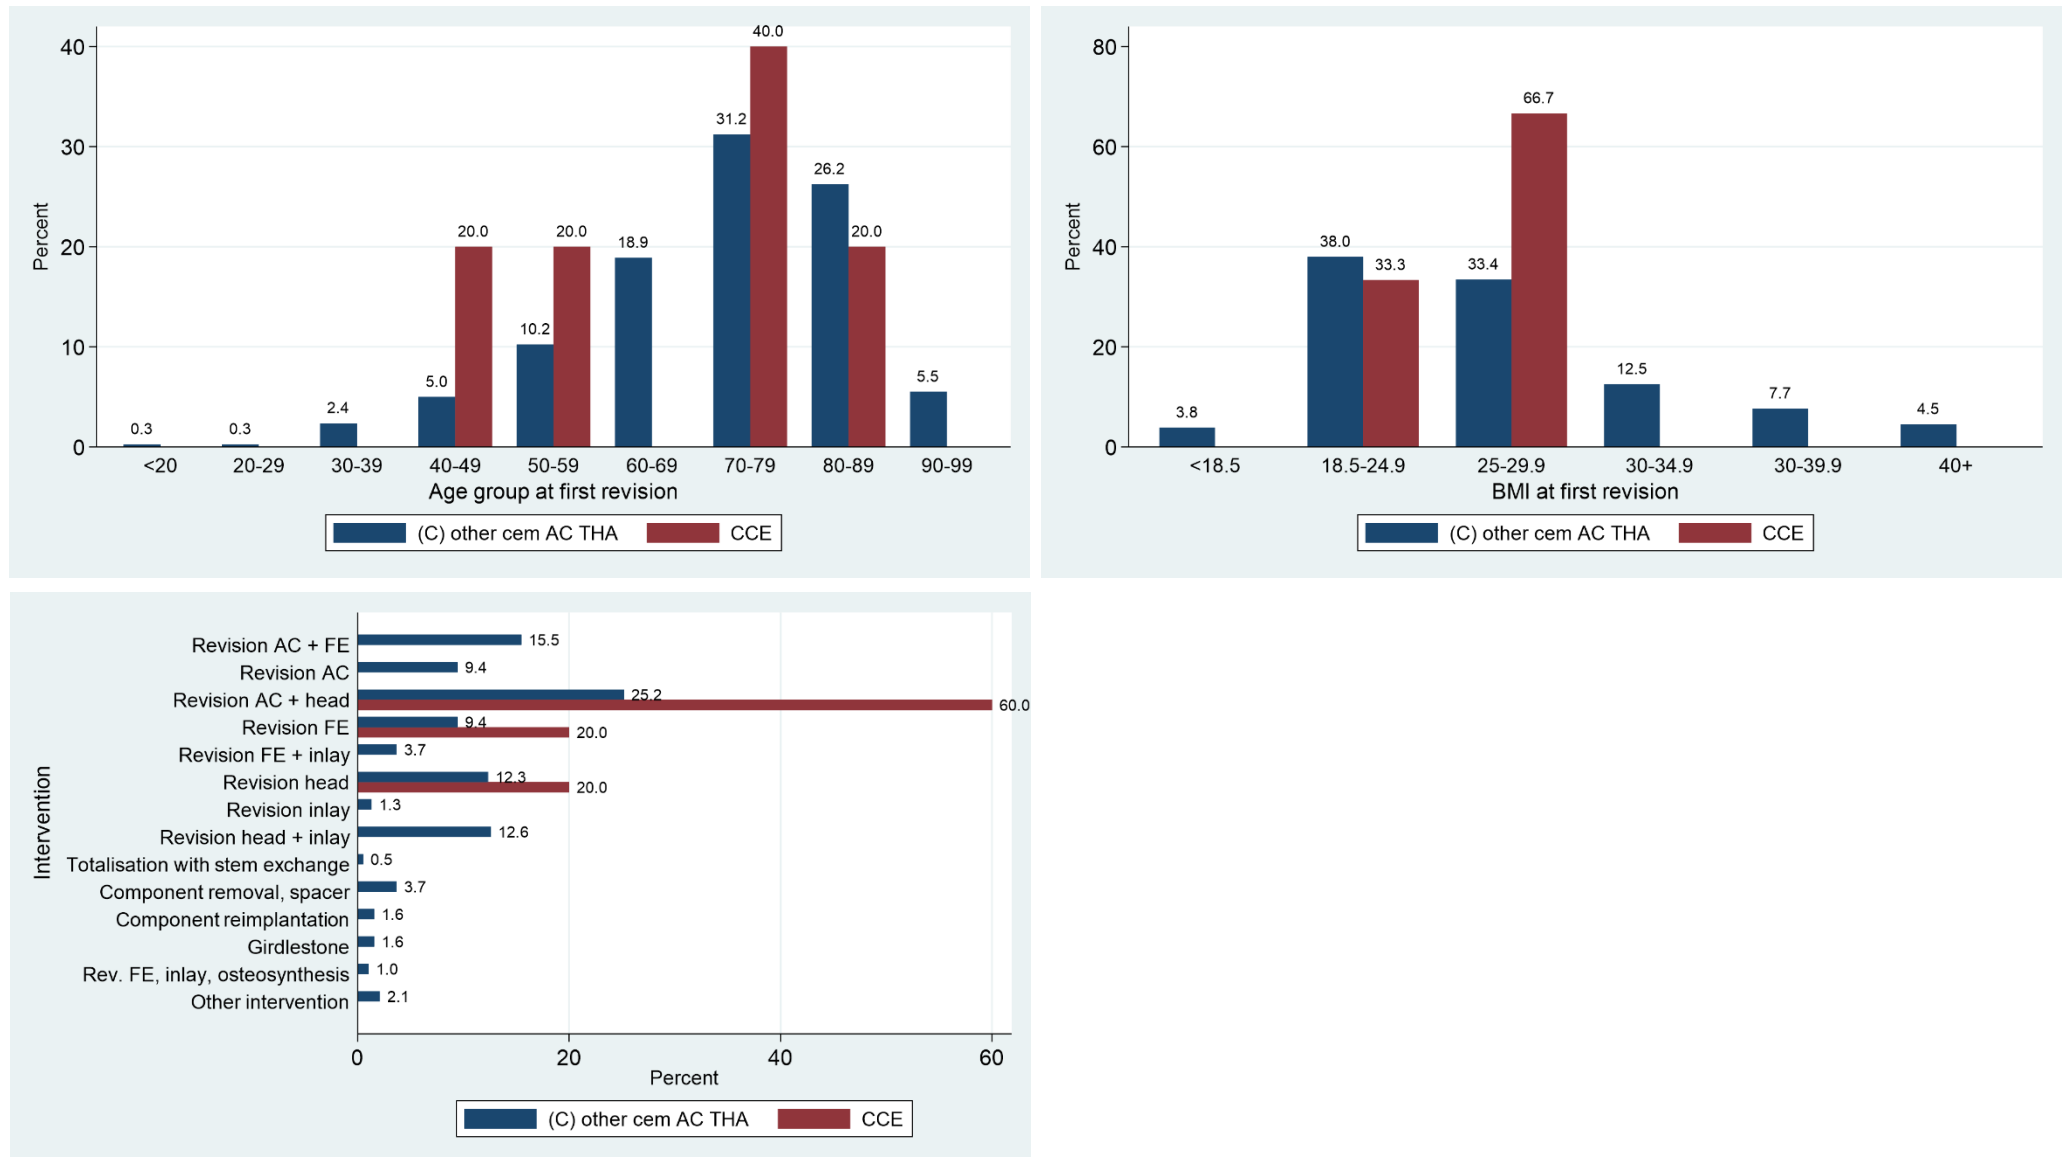 40
30
20
10
0
Percent
0.3
0.3
2.4
5.0
20.0
10.2
20.0
18.9
31.2
40.0
26.2
20.0
5.5
<20 20-29 30-39 40-49 50-59 60-69 70-79 80-89 90-99
Age group at first revision
(C) other cem AC THA CCE
80
60
40
20
0
Percent
3.8
38.0
33.3
33.4
66.7
12.5
7.7
4.5
<18.5 18.5-24.9 25-29.9 30-34.9 30-39.9 40+
BMI at first revision
(C) other cem AC THA CCE
Intervention
Revision AC + FE 15.5
Revision AC 9.4
Revision AC + head 25.2
60.0
Revision FE 9.4
20.0
Revision FE + inlay 3.7
Revision head 12.3
20.0
Revision inlay 1.3
Revision head + inlay 12.6
Totalisation with stem exchange 0.5
Component removal, spacer 3.7
Component reimplantation 1.6
Girdlestone 1.6
Rev. FE, inlay, osteosynthesis 1.0
Other intervention 2.1
0 20 40 60
Percent
(C) other cem AC THA CCE